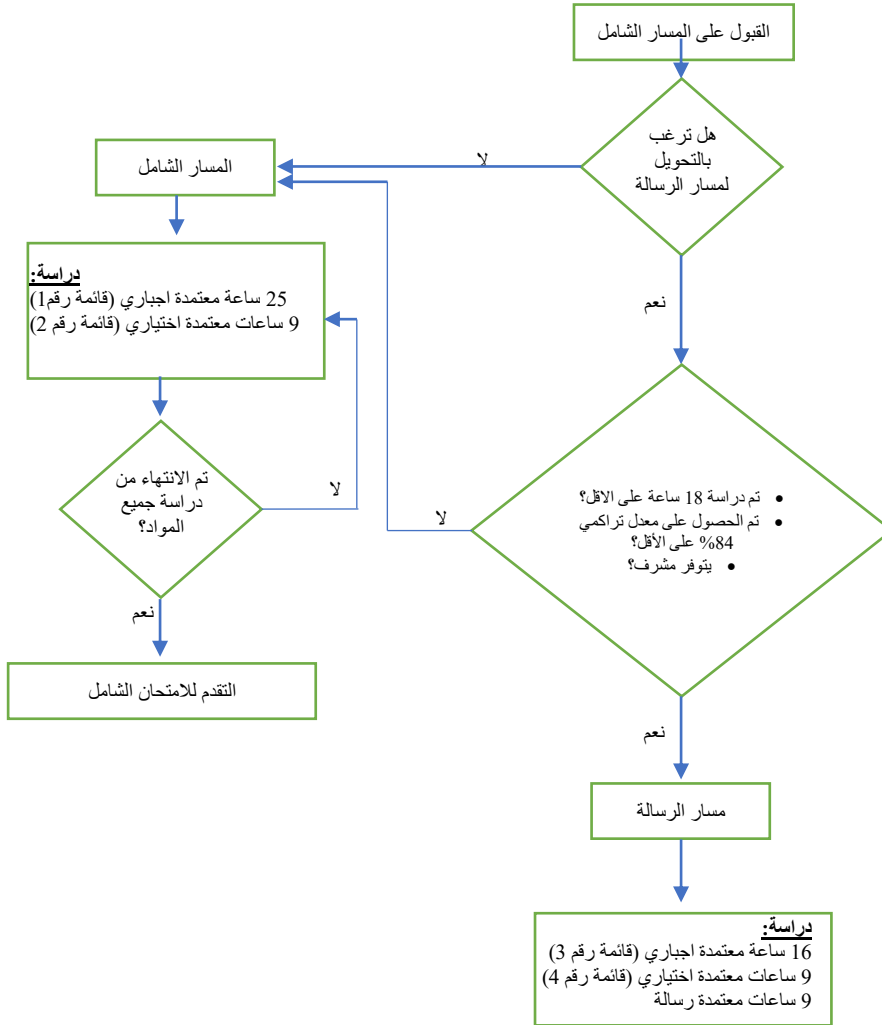 القبول على المسار الشامل
هل ترغب
بالتحويل
لمسار الرسالة
لا
المسار الشامل
نعم
دراسة:
25 ساعة معتمدة اجباري (قائمة رقم1)
9 ساعات معتمدة اختياري (قائمة رقم 2)
تم الانتهاء من
دراسة جميع
المواد؟
لا
نعم
التقدم للامتحان الشامل
لا
• تم دراسة 18 ساعة على الاقل؟
• تم الحصول على معدل تراكمي
84% على الأقل؟
• يتوفر مشرف؟
نعم
مسار الرسالة
دراسة:
16 ساعة معتمدة اجباري (قائمة رقم 3)
9 ساعات معتمدة اختياري (قائمة رقم 4)
9 ساعات معتمدة رسالة